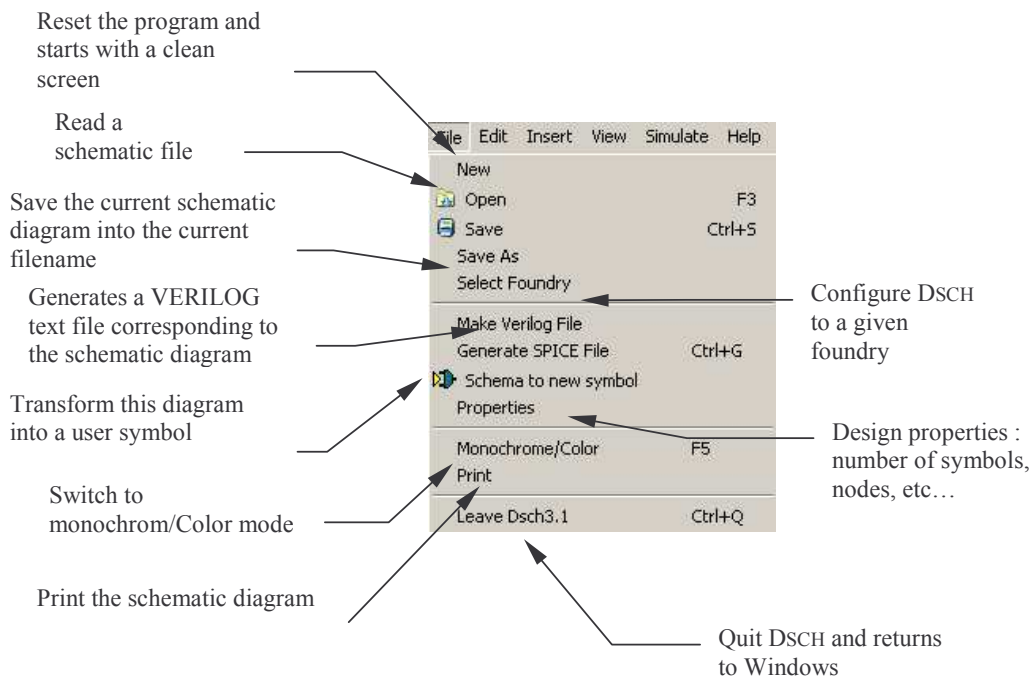 Reset the program and
starts with a clean
screen
Read a
schematic file
Save the current schematic
diagram into the current
filename
Generates a VERILOG
text file corresponding to
the schematic diagram
Transform this diagram
into a user symbol
Switch to
monochrom/Color mode
Print the schematic diagram
File Edit Insert View Simulate Help
New
Open F3
Save Ctrl+S
Save As
Select Foundry
Make Verilog File
Generate SPICE File Ctrl+G
Schema to new symbol
Properties
Monochrome/Color F5
Print
Leave Dsch3.1 Ctrl+Q
Configure DSCH
to a given
foundry
Design properties :
number of symbols,
nodes, etc…
Quit DSCH and returns
to Windows